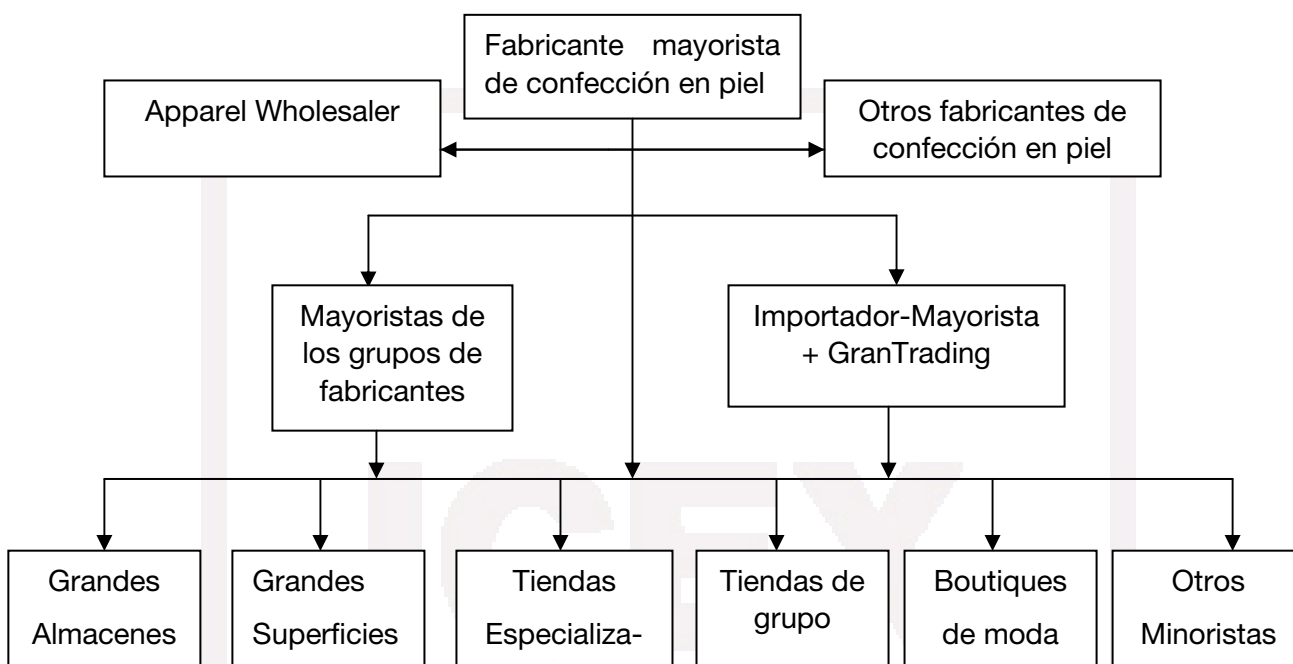 Fabricante mayorista
de confección en piel
Apparel Wholesaler
Otros fabricantes de
confección en piel
Mayoristas de
los grupos de
fabricantes
Importador-Mayorista
+ GranTrading
Grandes
Almacenes
Grandes
Superficies
Tiendas
Especializa-
Tiendas de
grupo
Boutiques
de moda
Otros
Minoristas
ICEX